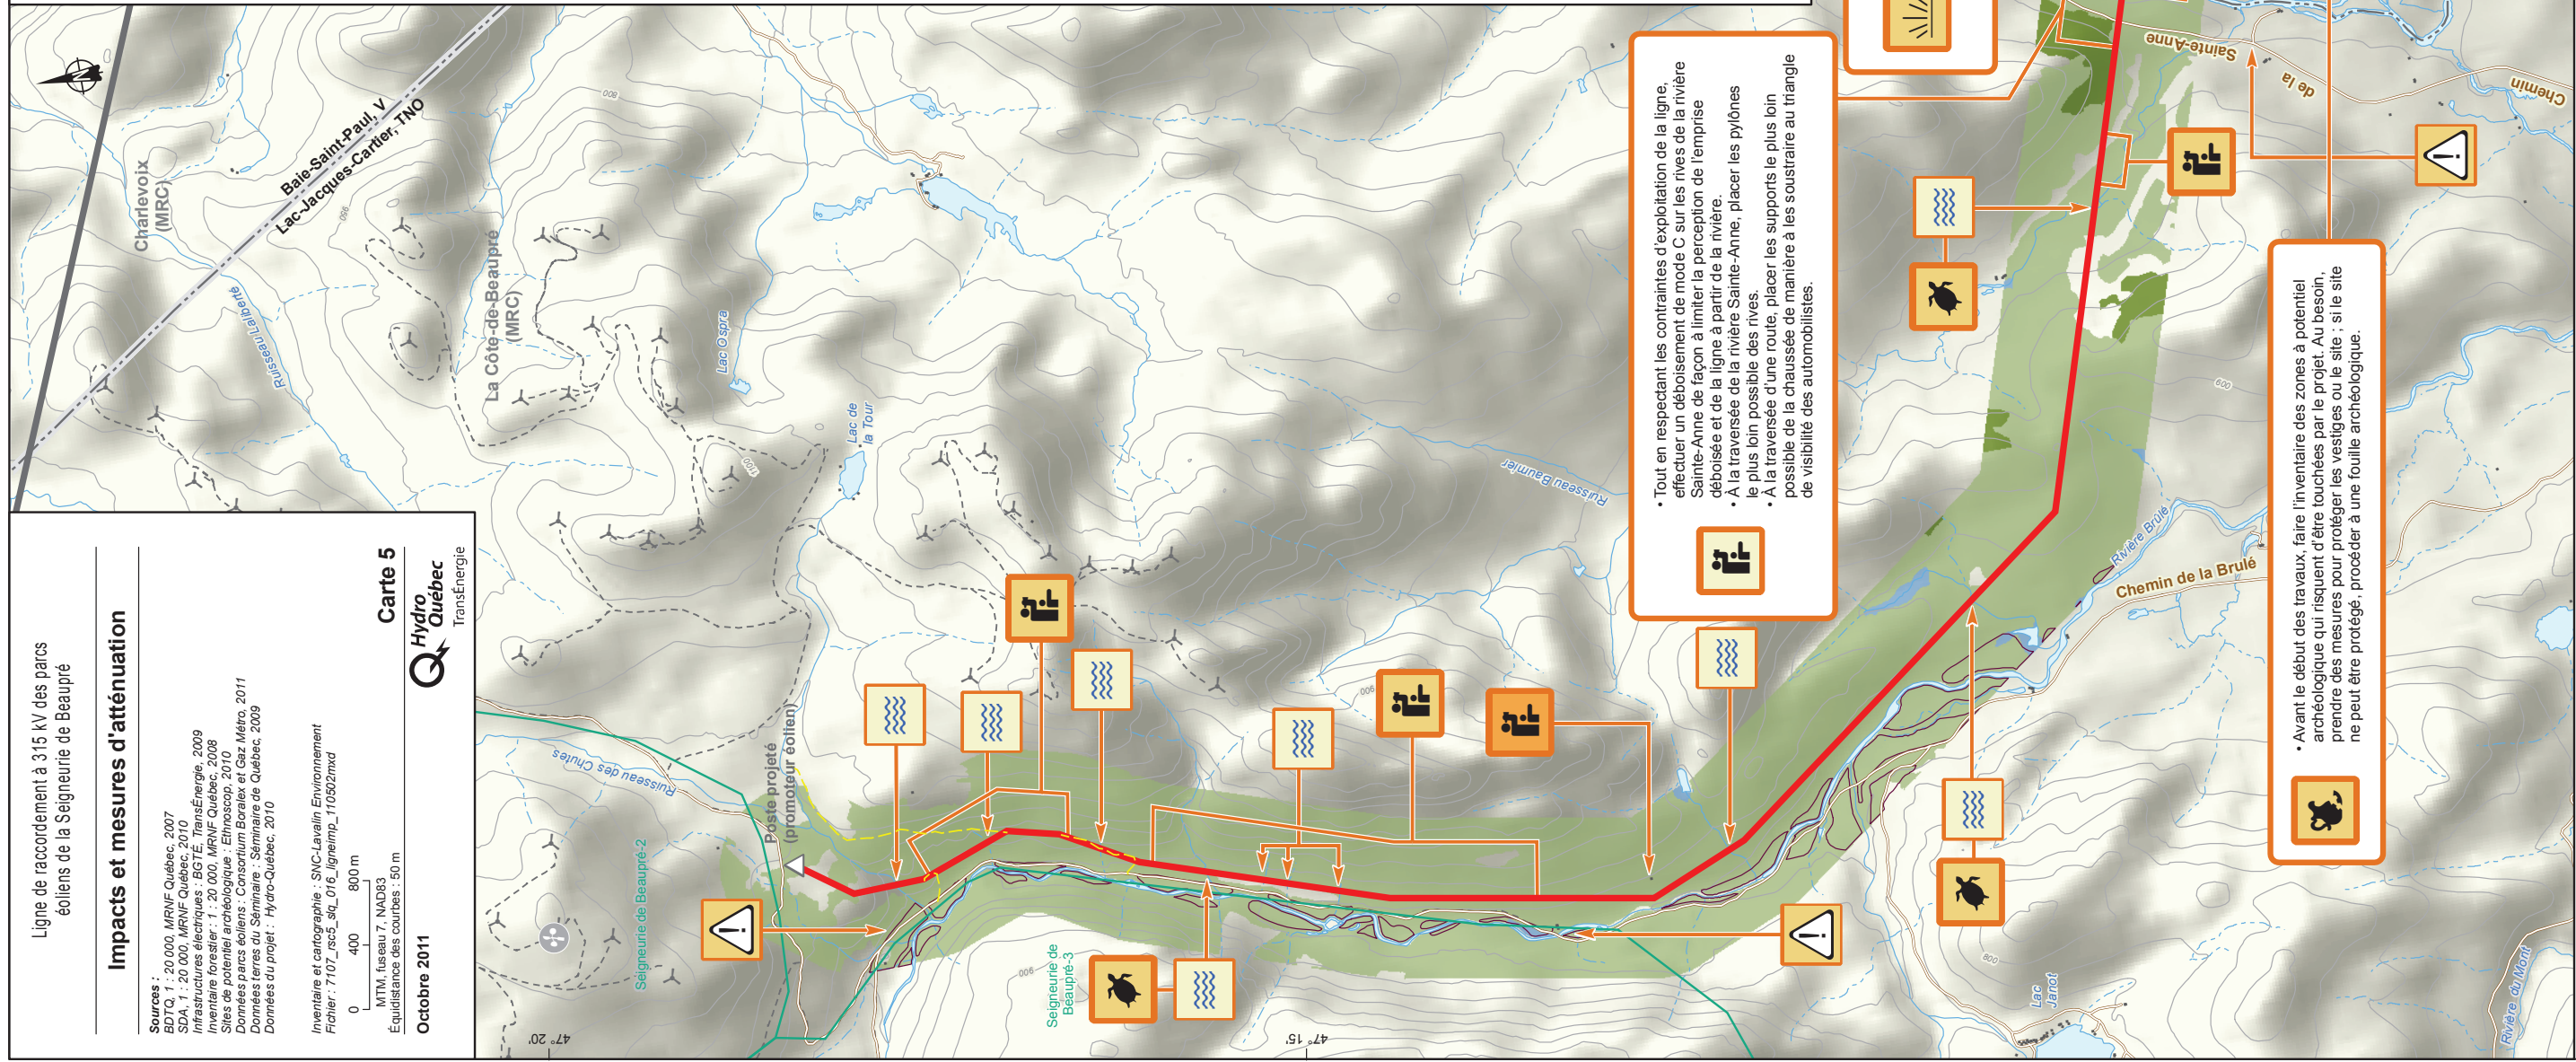 Ligne de raccordement à 315 kV des parcs
éoliens de la Seigneurie de Beaupré
Impacts et mesures d'atténuation
Sources :
BDTQ, 1 : 20 000, MRNF Québec, 2007
SDA, 1 : 20 000, MRNF Québec, 2010
Infrastructures électriques : BGTÉ, TransÉnergie, 2009
Inventaire forestier : 1 : 20 000, MRNF Québec, 2008
Sites de potentiel archéologique : Ethnoscop, 2010
Données parcs éoliens : Consortium Boralex et Gaz Métro, 2011
Données terres du Séminaire : Séminaire de Québec, 2009
Données du projet : Hydro-Québec, 2010
Inventaire et cartographie : SNC-Lavalin Environnement
Fichier : 7107_rsc5_slq_016_ligneimp_110502mxd
0 400 800 m
MTM, fuseau 7, NAD83
Équidistance des courbes : 50 m
Octobre 2011
Carte 5
Hydro
Québec
TransÉnergie
N
Charlevoix
(MRC)
Baie-Saint-Paul, V
Lac-Jacques-Cartier, TNO
La Côte-de-Beaupré
(MRC)
Ruisseau Laliberté
950
800
1100
Lac Ospra
Lac de
la Tour
Ruisseau Baumier
Ruisseau des Chutes
Poste projeté
(promoteur éolien)
Seigneurie de Beaupré-2
Seigneurie de
Beaupré-3
900
900
47° 20'
47° 15'
• Tout en respectant les contraintes d'exploitation de la ligne,
effectuer un déboisement de mode C sur les rives de la rivière
Sainte-Anne de façon à limiter la perception de l'emprise
déboisée et de la ligne à partir de la rivière.
• À la traversée de la rivière Sainte-Anne, placer les pylônes
le plus loin possible des rives.
• À la traversée d'une route, placer les supports le plus loin
possible de la chaussée de manière à les soustraire au triangle
de visibilité des automobilistes.
Chemin
de la
Sainte-Anne
Rivière Brûlé
Chemin de la Brulé
600
800
Lac
Janot
Rivière du Mont
• Avant le début des travaux, faire l'inventaire des zones à potentiel
archéologique qui risquent d'être touchées par le projet. Au besoin,
prendre des mesures pour protéger les vestiges ou le site ; si le site
ne peut être protégé, procéder à une fouille archéologique.